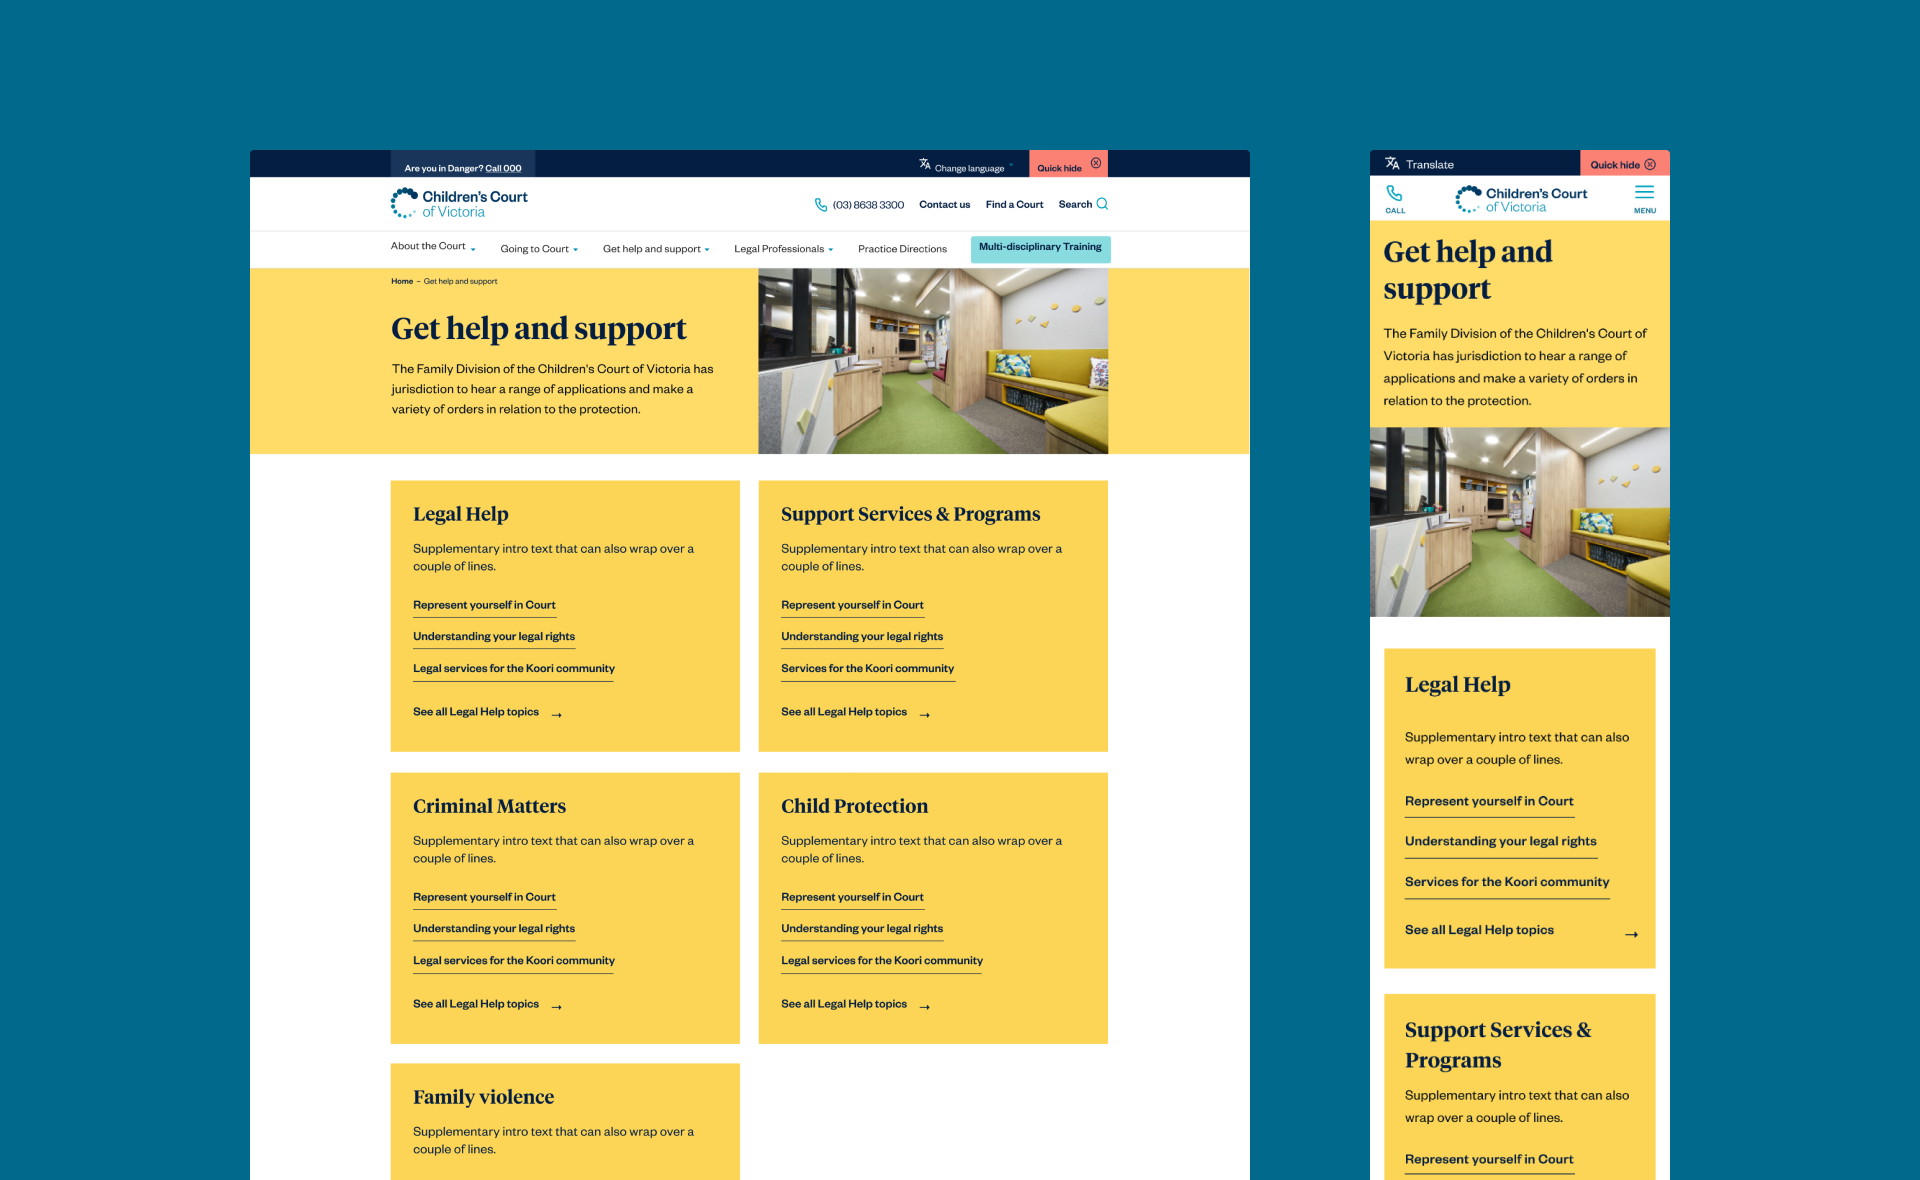 Are you in Danger? Call 000
Change language
Quick hide
Children's Court
of Victoria
(03) 8638 3300
Contact us
Find a Court
Search
About the Court
Going to Court
Get help and support
Legal Professionals
Practice Directions
Multi-disciplinary Training
Home – Get help and support
Get help and support
The Family Division of the Children's Court of Victoria has
jurisdiction to hear a range of applications and make a
variety of orders in relation to the protection.
Legal Help
Supplementary intro text that can also wrap over a
couple of lines.
Represent yourself in Court
Understanding your legal rights
Legal services for the Koori community
See all Legal Help topics →
Support Services & Programs
Supplementary intro text that can also wrap over a
couple of lines.
Represent yourself in Court
Understanding your legal rights
Services for the Koori community
See all Legal Help topics →
Criminal Matters
Supplementary intro text that can also wrap over a
couple of lines.
Represent yourself in Court
Understanding your legal rights
Legal services for the Koori community
See all Legal Help topics →
Child Protection
Supplementary intro text that can also wrap over a
couple of lines.
Represent yourself in Court
Understanding your legal rights
Legal services for the Koori community
See all Legal Help topics →
Family violence
Supplementary intro text that can also wrap over a
couple of lines.
Translate
Quick hide
CALL
Children's Court
of Victoria
MENU
Get help and
support
The Family Division of the Children's Court of
Victoria has jurisdiction to hear a range of
applications and make a variety of orders in
relation to the protection.
Legal Help
Supplementary intro text that can also
wrap over a couple of lines.
Represent yourself in Court
Understanding your legal rights
Services for the Koori community
See all Legal Help topics →
Support Services &
Programs
Supplementary intro text that can also
wrap over a couple of lines.
Represent yourself in Court